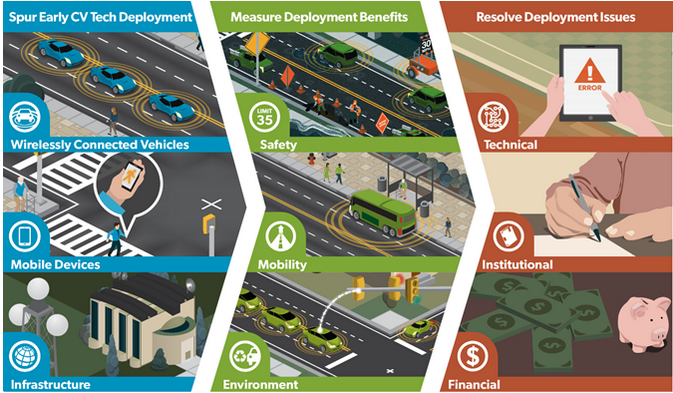 Spur Early CV Tech Deployment
Wirelessly Connected Vehicles
Mobile Devices
Infrastructure
Measure Deployment Benefits
30
LIMIT
35
Safety
Mobility
Environment
Resolve Deployment Issues
ERROR
Technical
Institutional
$
$
$
$
$
Financial